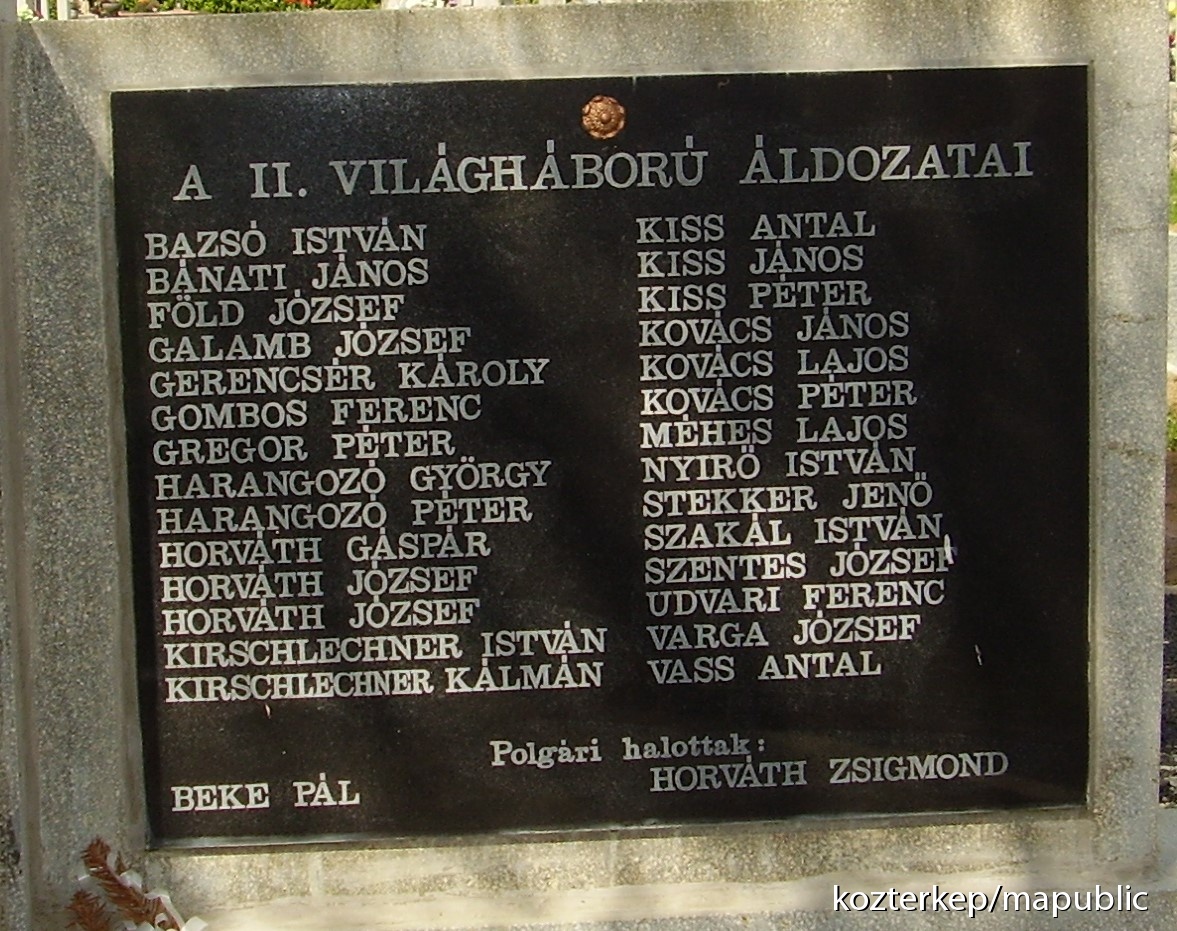 A II. VILÁGHÁBORÚ ÁLDOZATAI
BAZSÓ ISTVÁN
BÁNATI JÁNOS
FÖLD JÓZSEF
GALAMB JÓZSEF
GERENCSÉR KÁROLY
GOMBOS FERENC
GREGOR PÉTER
HARANGOZÓ GYÖRGY
HARANGOZÓ PÉTER
HORVÁTH GÁSPÁR
HORVÁTH JÓZSEF
HORVÁTH JÓZSEF
KIRSCHLECHNER ISTVÁN
KIRSCHLECHNER KÁLMÁN
KISS ANTAL
KISS JÁNOS
KISS PÉTER
KOVÁCS JÁNOS
KOVÁCS LAJOS
KOVÁCS PÉTER
MÉHES LAJOS
NYIRÖ ISTVÁN
STEKKER JENÖ
SZAKÁL ISTVÁN
SZENTES JÓZSEF
UDVARI FERENC
VARGA JÓZSEF
VASS ANTAL
Polgári halottak:
BEKE PÁL
HORVÁTH ZSIGMOND
kozterkep/mapublic